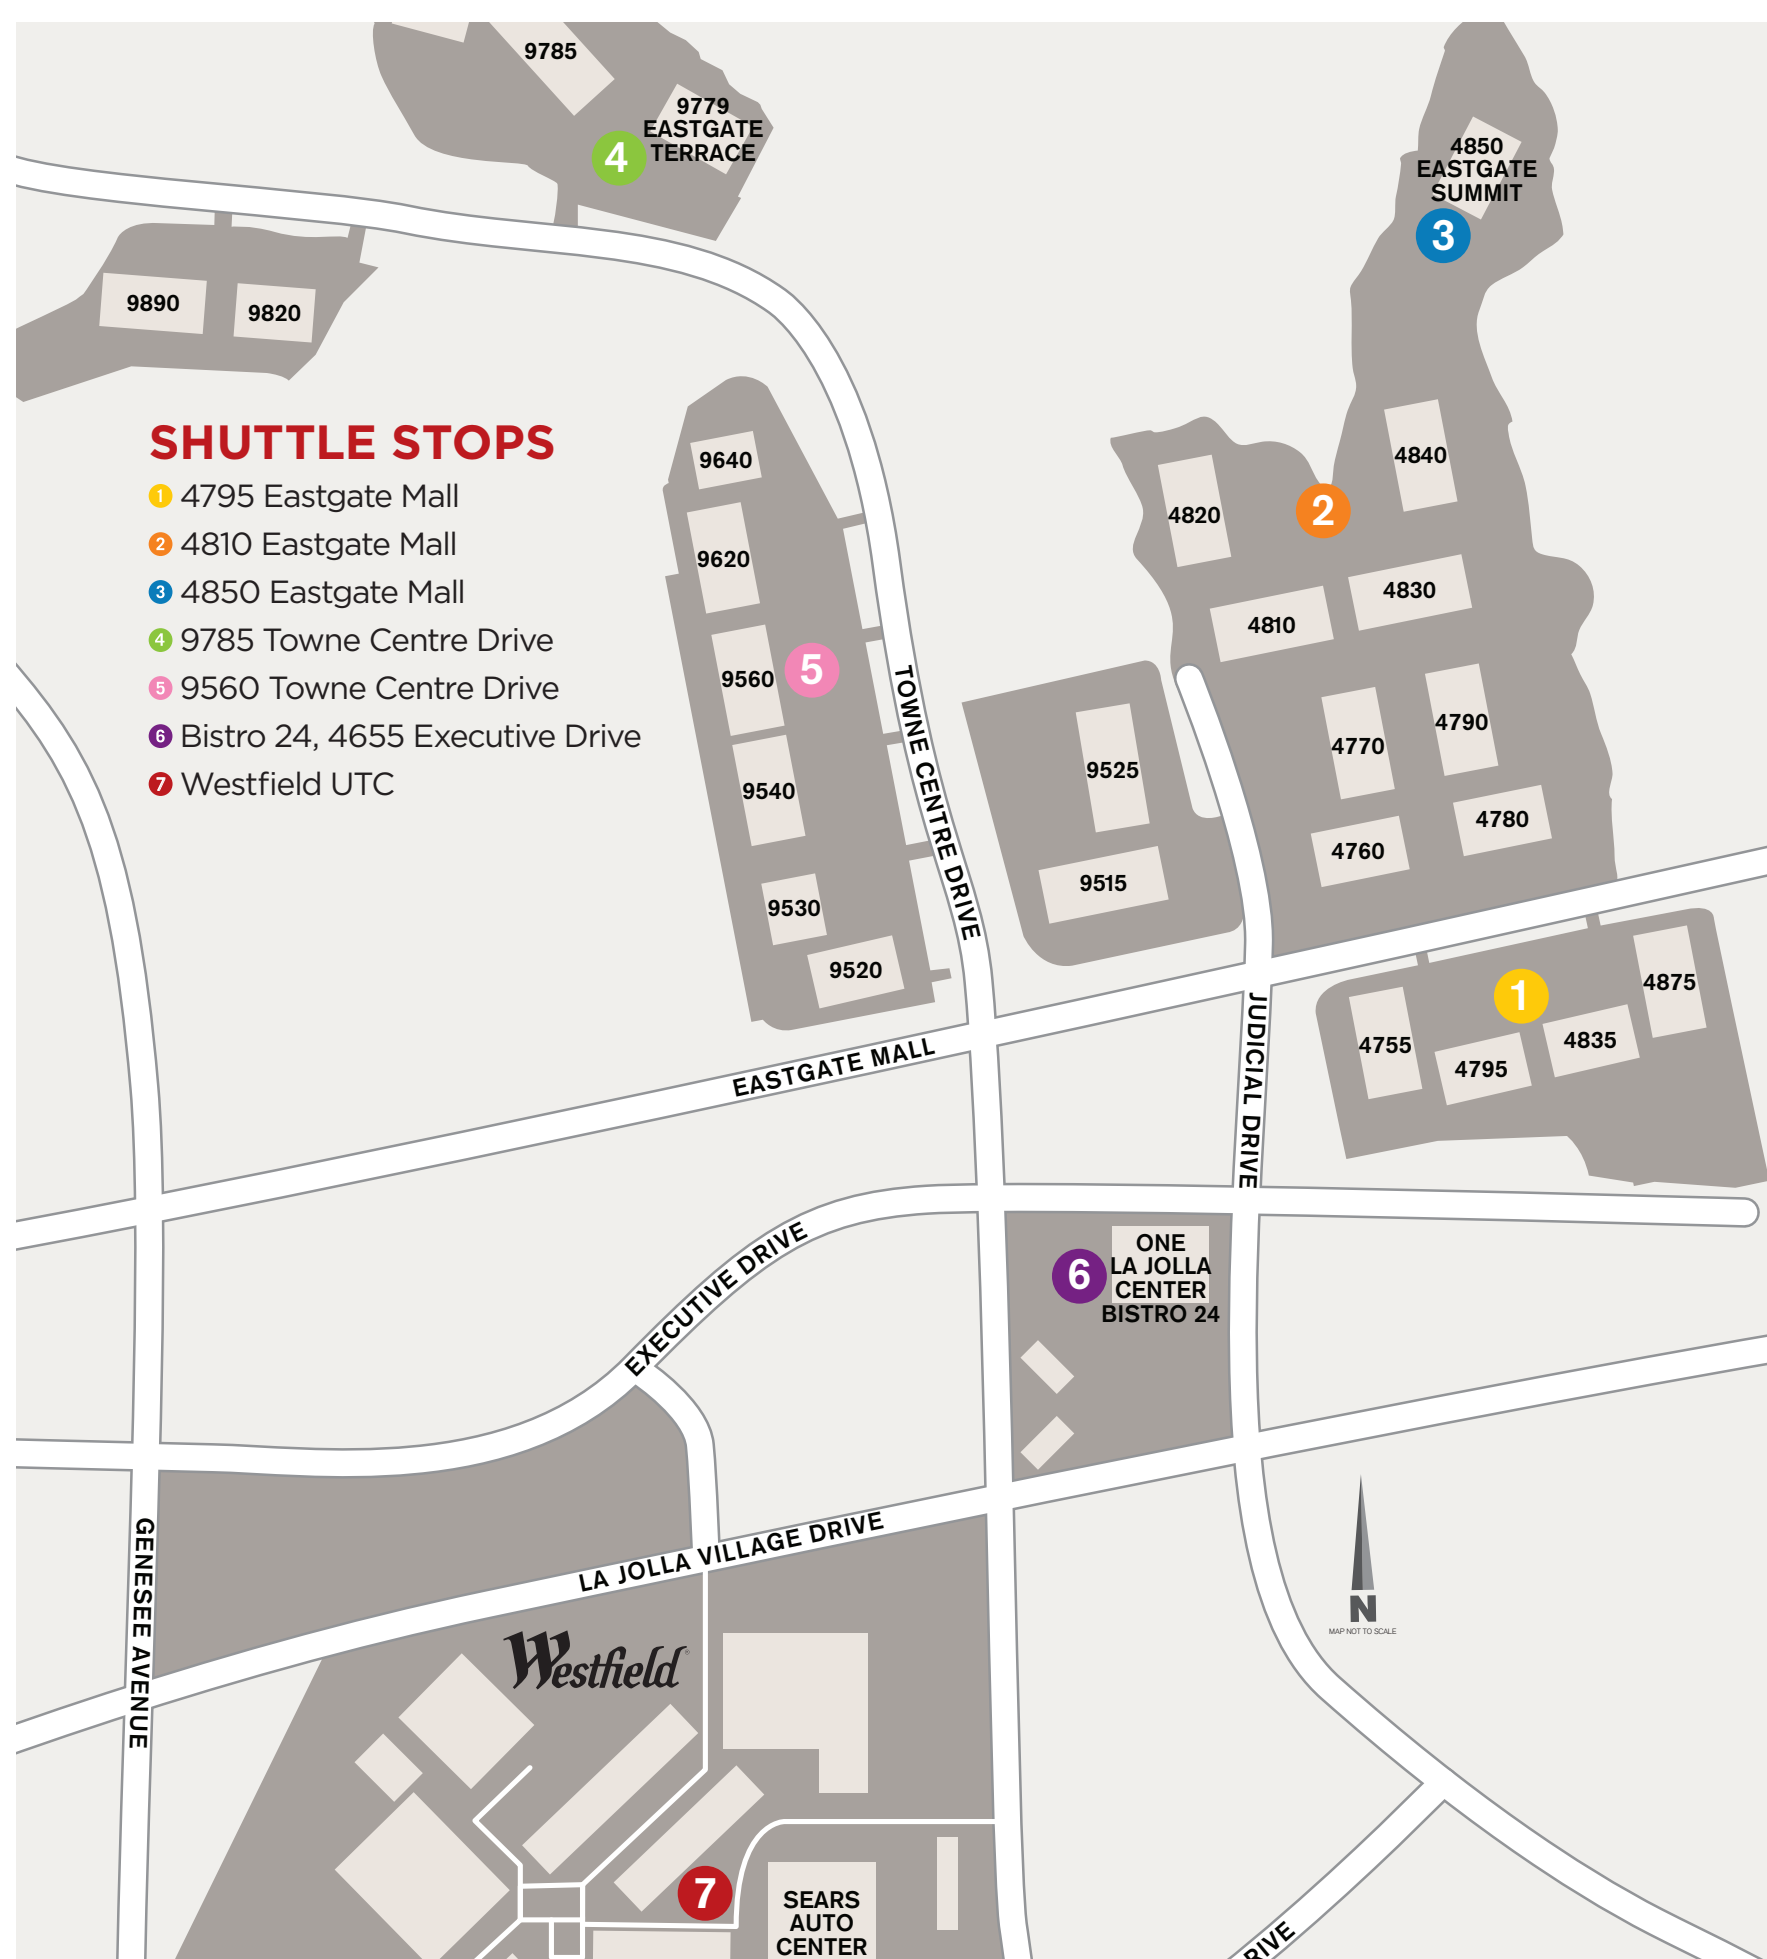 9785
9779
EASTGATE
TERRACE
4
4850
EASTGATE
SUMMIT
3
9890
9820
SHUTTLE STOPS
1 4795 Eastgate Mall
2 4810 Eastgate Mall
3 4850 Eastgate Mall
4 9785 Towne Centre Drive
5 9560 Towne Centre Drive
6 Bistro 24, 4655 Executive Drive
7 Westfield UTC
9640
9620
9560
5
9540
9530
9520
TOWNE CENTRE DRIVE
4840
4820
2
4830
4810
4790
4770
4780
4760
9525
9515
4875
1
4755
4835
4795
JUDICIAL DRIVE
EASTGATE MALL
EXECUTIVE DRIVE
6
ONE
LA JOLLA
CENTER
BISTRO 24
GENESEE AVENUE
LA JOLLA VILLAGE DRIVE
N
MAP NOT TO SCALE
Westfield
7
SEARS
AUTO
CENTER
RIVE